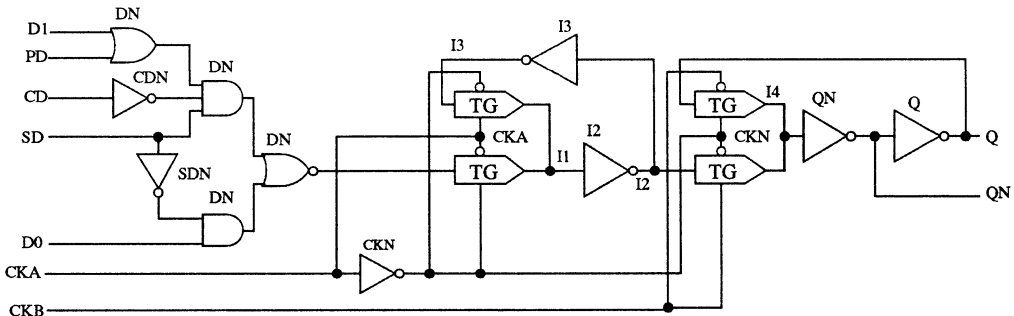 DN
D1
PD
DN
CDN
CD
SD
DN
SDN
DN
D0
CKA
CKN
CKB
I3
I3
TG
CKA
TG
I1
I2
I2
TG
I4
CKN
TG
QN
Q
Q
QN